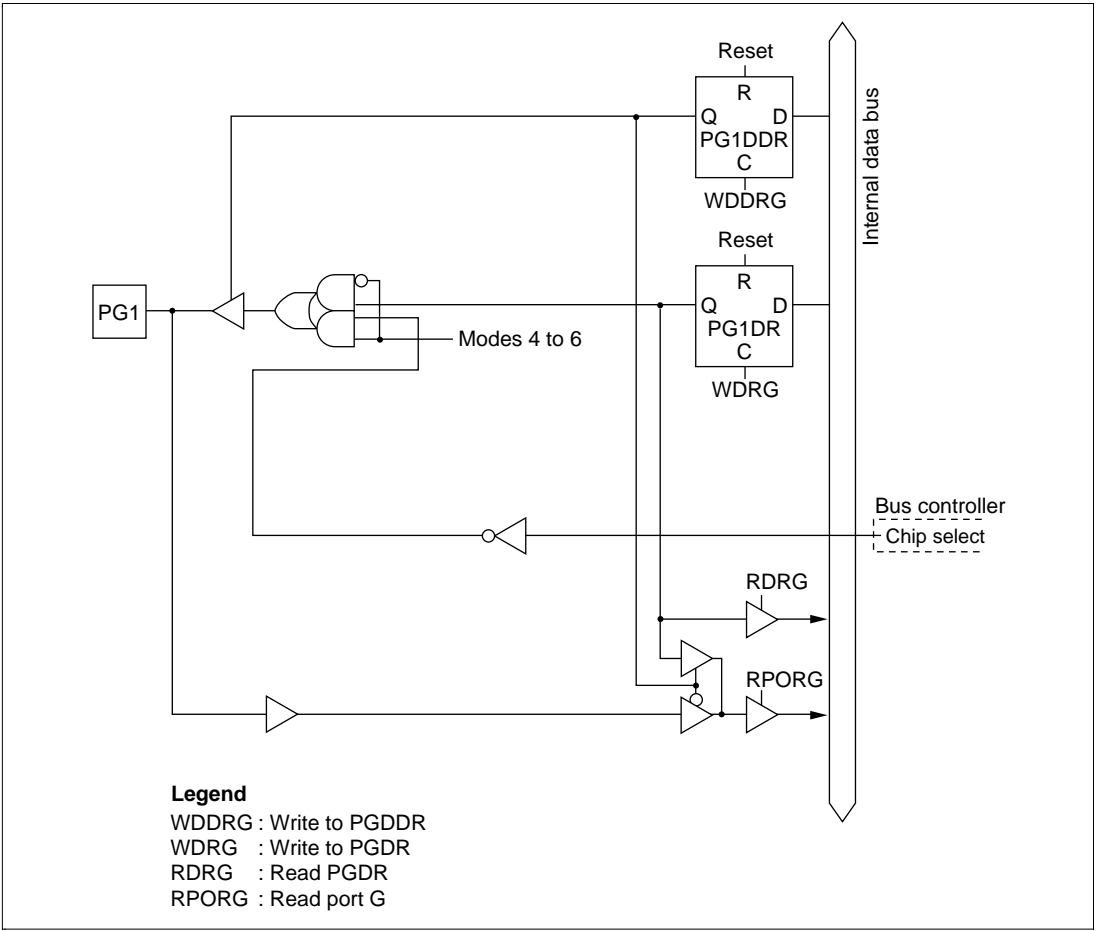 Reset
R
Q D
PG1DDR
C
WDDRG
Internal data bus
Reset
R
Q D
PG1DR
C
WDRG
PG1
Modes 4 to 6
Bus controller
Chip select
RDRG
RPORG
Legend
WDDRG : Write to PGDDR
WDRG : Write to PGDR
RDRG : Read PGDR
RPORG : Read port G